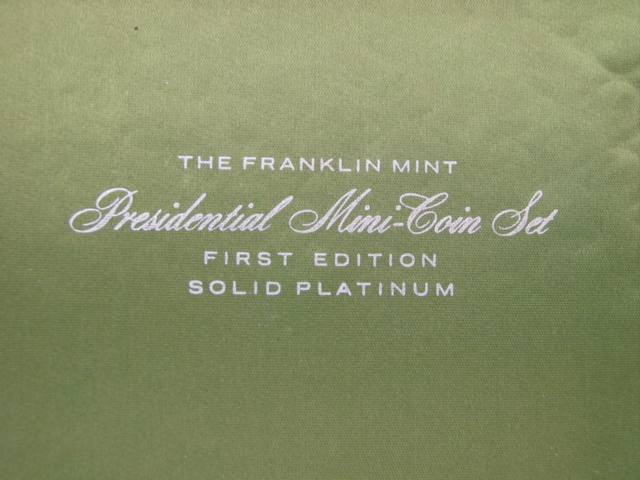 THE FRANKLIN MINT
Presidential Mini-Coin Set
FIRST EDITION
SOLID PLATINUM